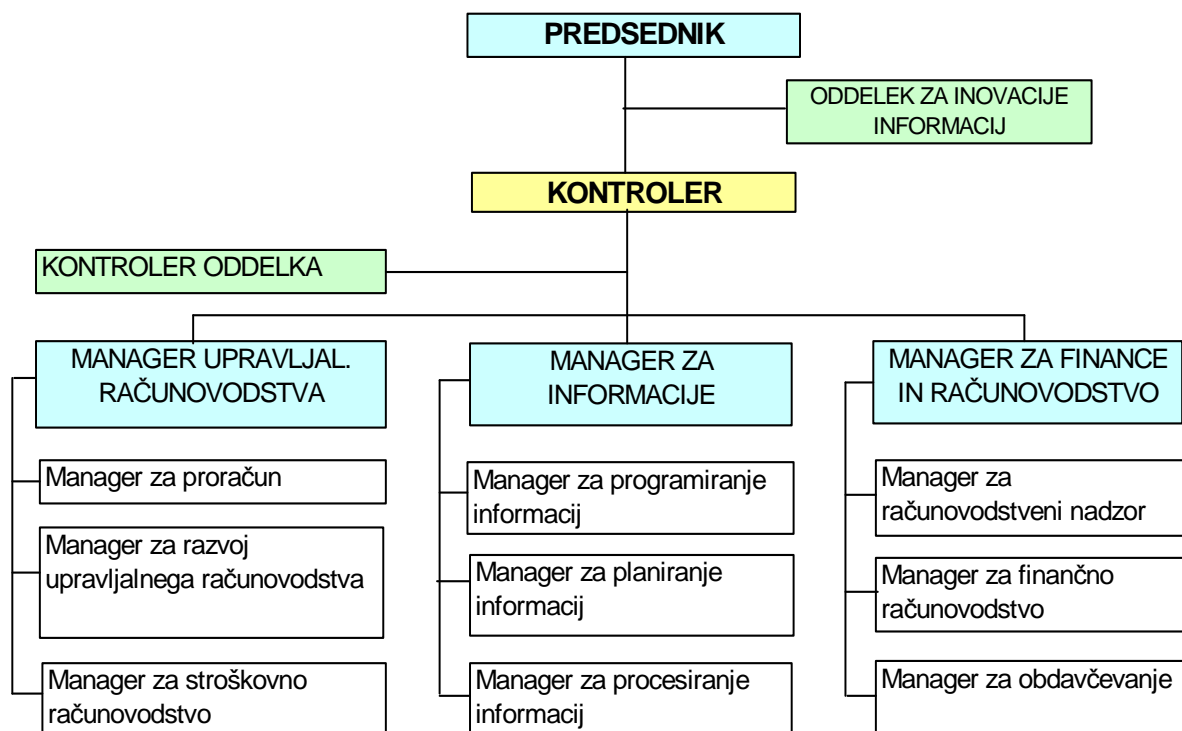 PREDSEDNIK
ODDELEK ZA INOVACIJE
INFORMACIJ
KONTROLER
KONTROLER ODDELKA
MANAGER UPRAVLJAL.
RAČUNOVODSTVA
Manager za proračun
Manager za razvoj
upravljalnega računovodstva
Manager za stroškovno
računovodstvo
MANAGER ZA
INFORMACIJE
Manager za programiranje
informacij
Manager za planiranje
informacij
Manager za procesiranje
informacij
MANAGER ZA FINANCE
IN RAČUNOVODSTVO
Manager za
računovodstveni nadzor
Manager za finančno
računovodstvo
Manager za obdavčevanje